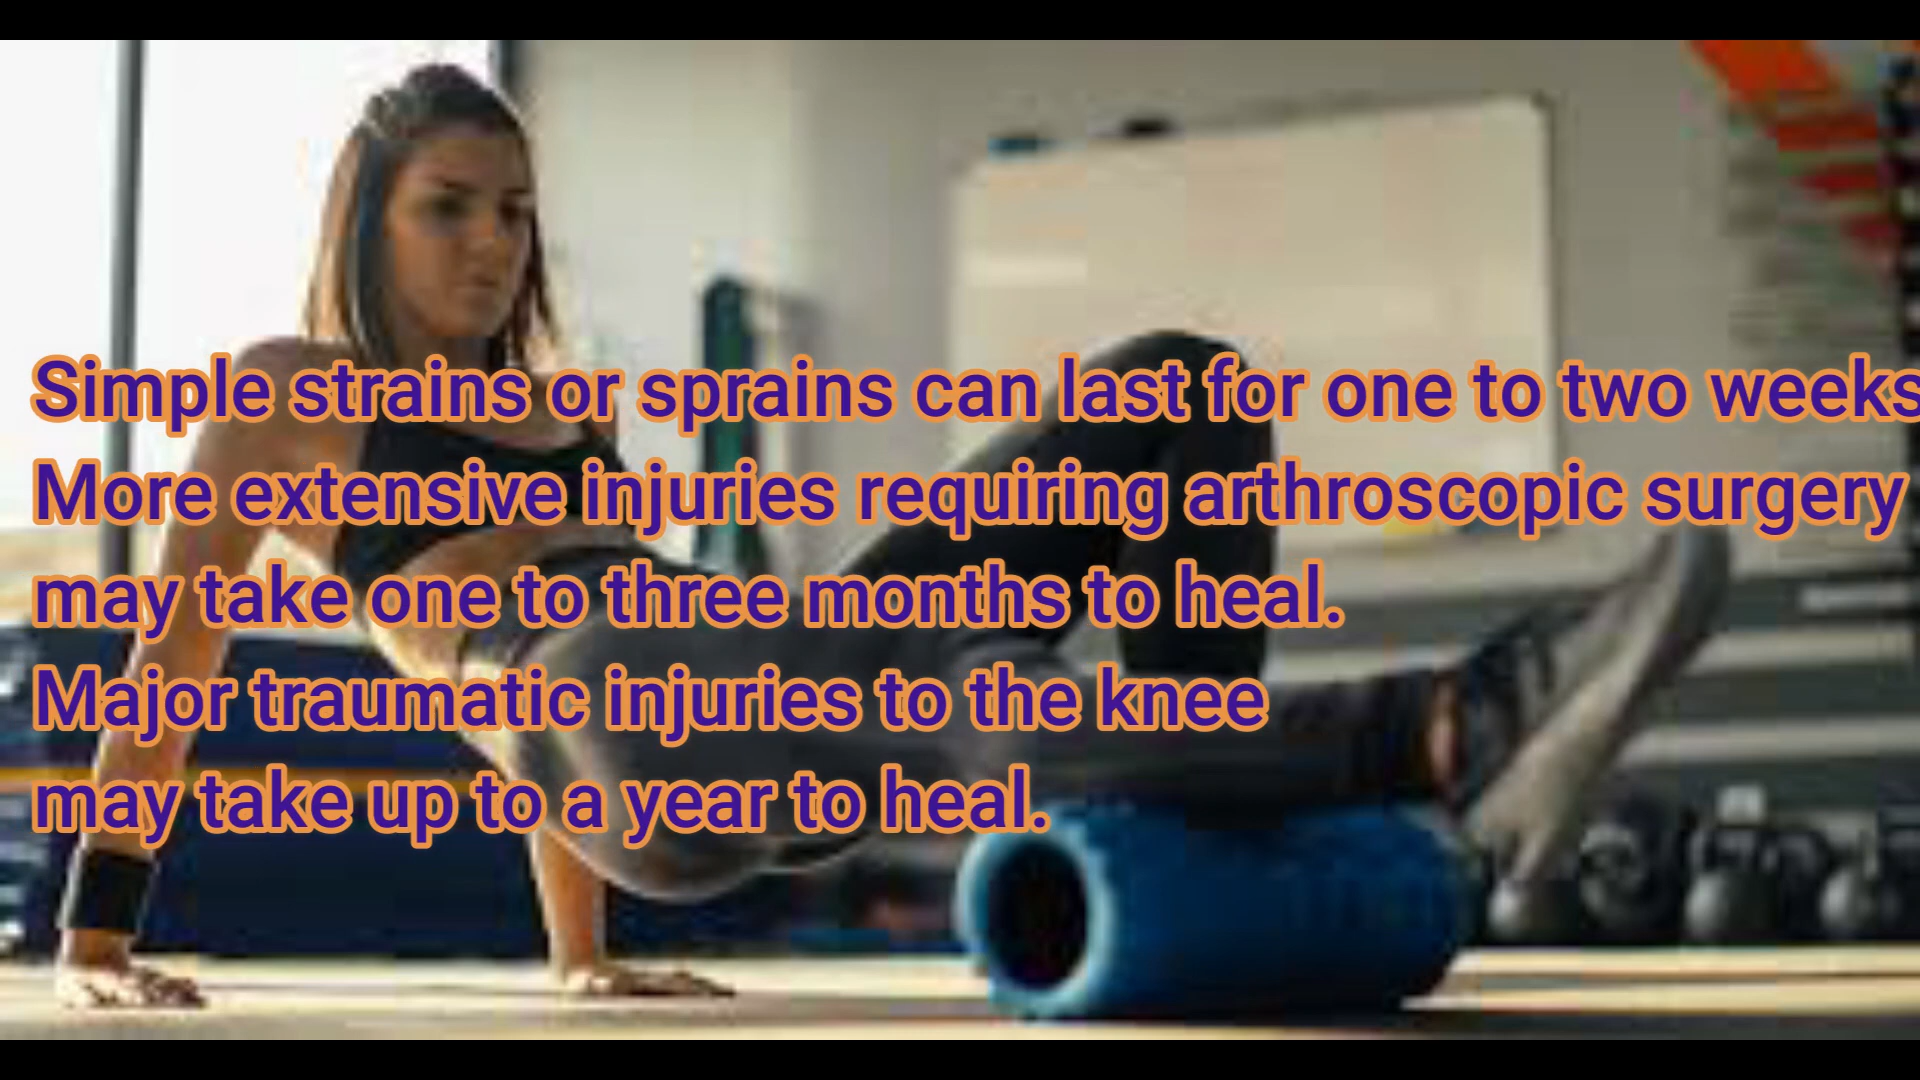 Simple strains or sprains can last for one to two weeks
More extensive injuries requiring arthroscopic surgery
may take one to three months to heal.
Major traumatic injuries to the knee
may take up to a year to heal.